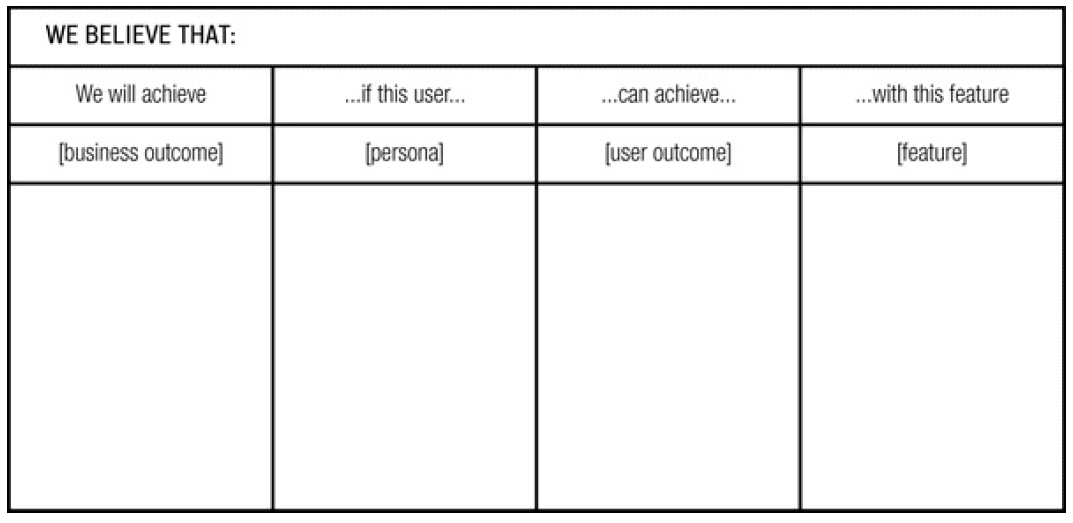 WE BELIEVE THAT:
We will achieve
...if this user...
...can achieve...
...with this feature
[business outcome]
[persona]
[user outcome]
[feature]